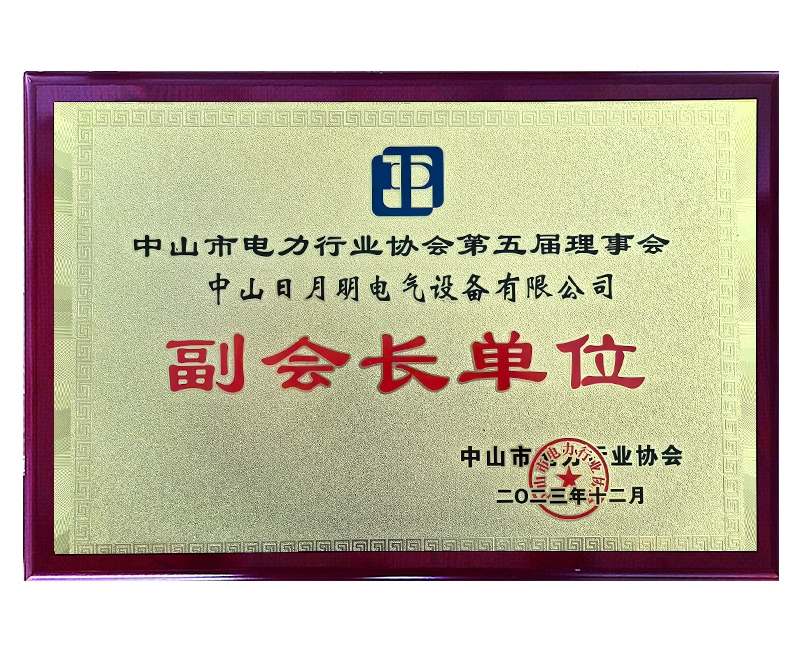 中山市电力行业协会第五届理事会
中山日月明电气设备有限公司
副会长单位
中山市电力行业协会
二〇二三年十二月